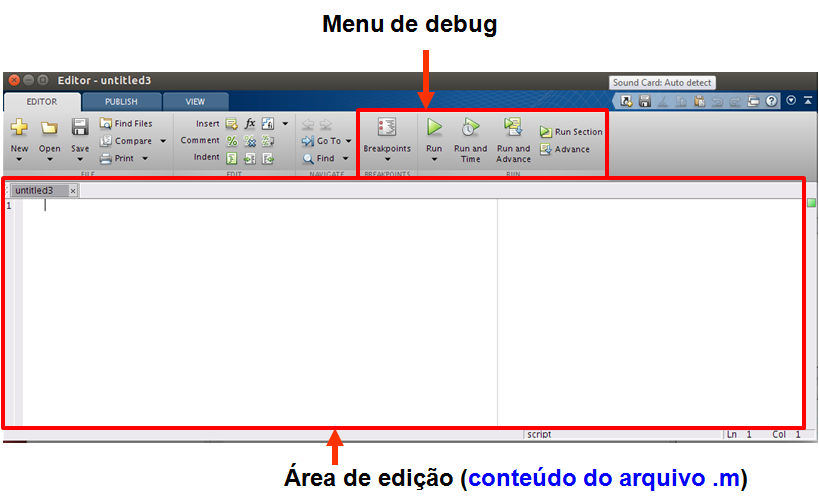 Menu de debug
Editor - untitled3
Sound Card: Auto detect
EDITOR PUBLISH VIEW
New Open Save Find Files Compare Print
Insert fx
Comment
Indent
Go To
Find
Breakpoints
Run Run and Time Run and Advance Run Section Advance
FILE EDIT NAVIGATE BREAKPOINTS RUN
untitled3
1
script Ln 1 Col 1
Área de edição (conteúdo do arquivo .m)